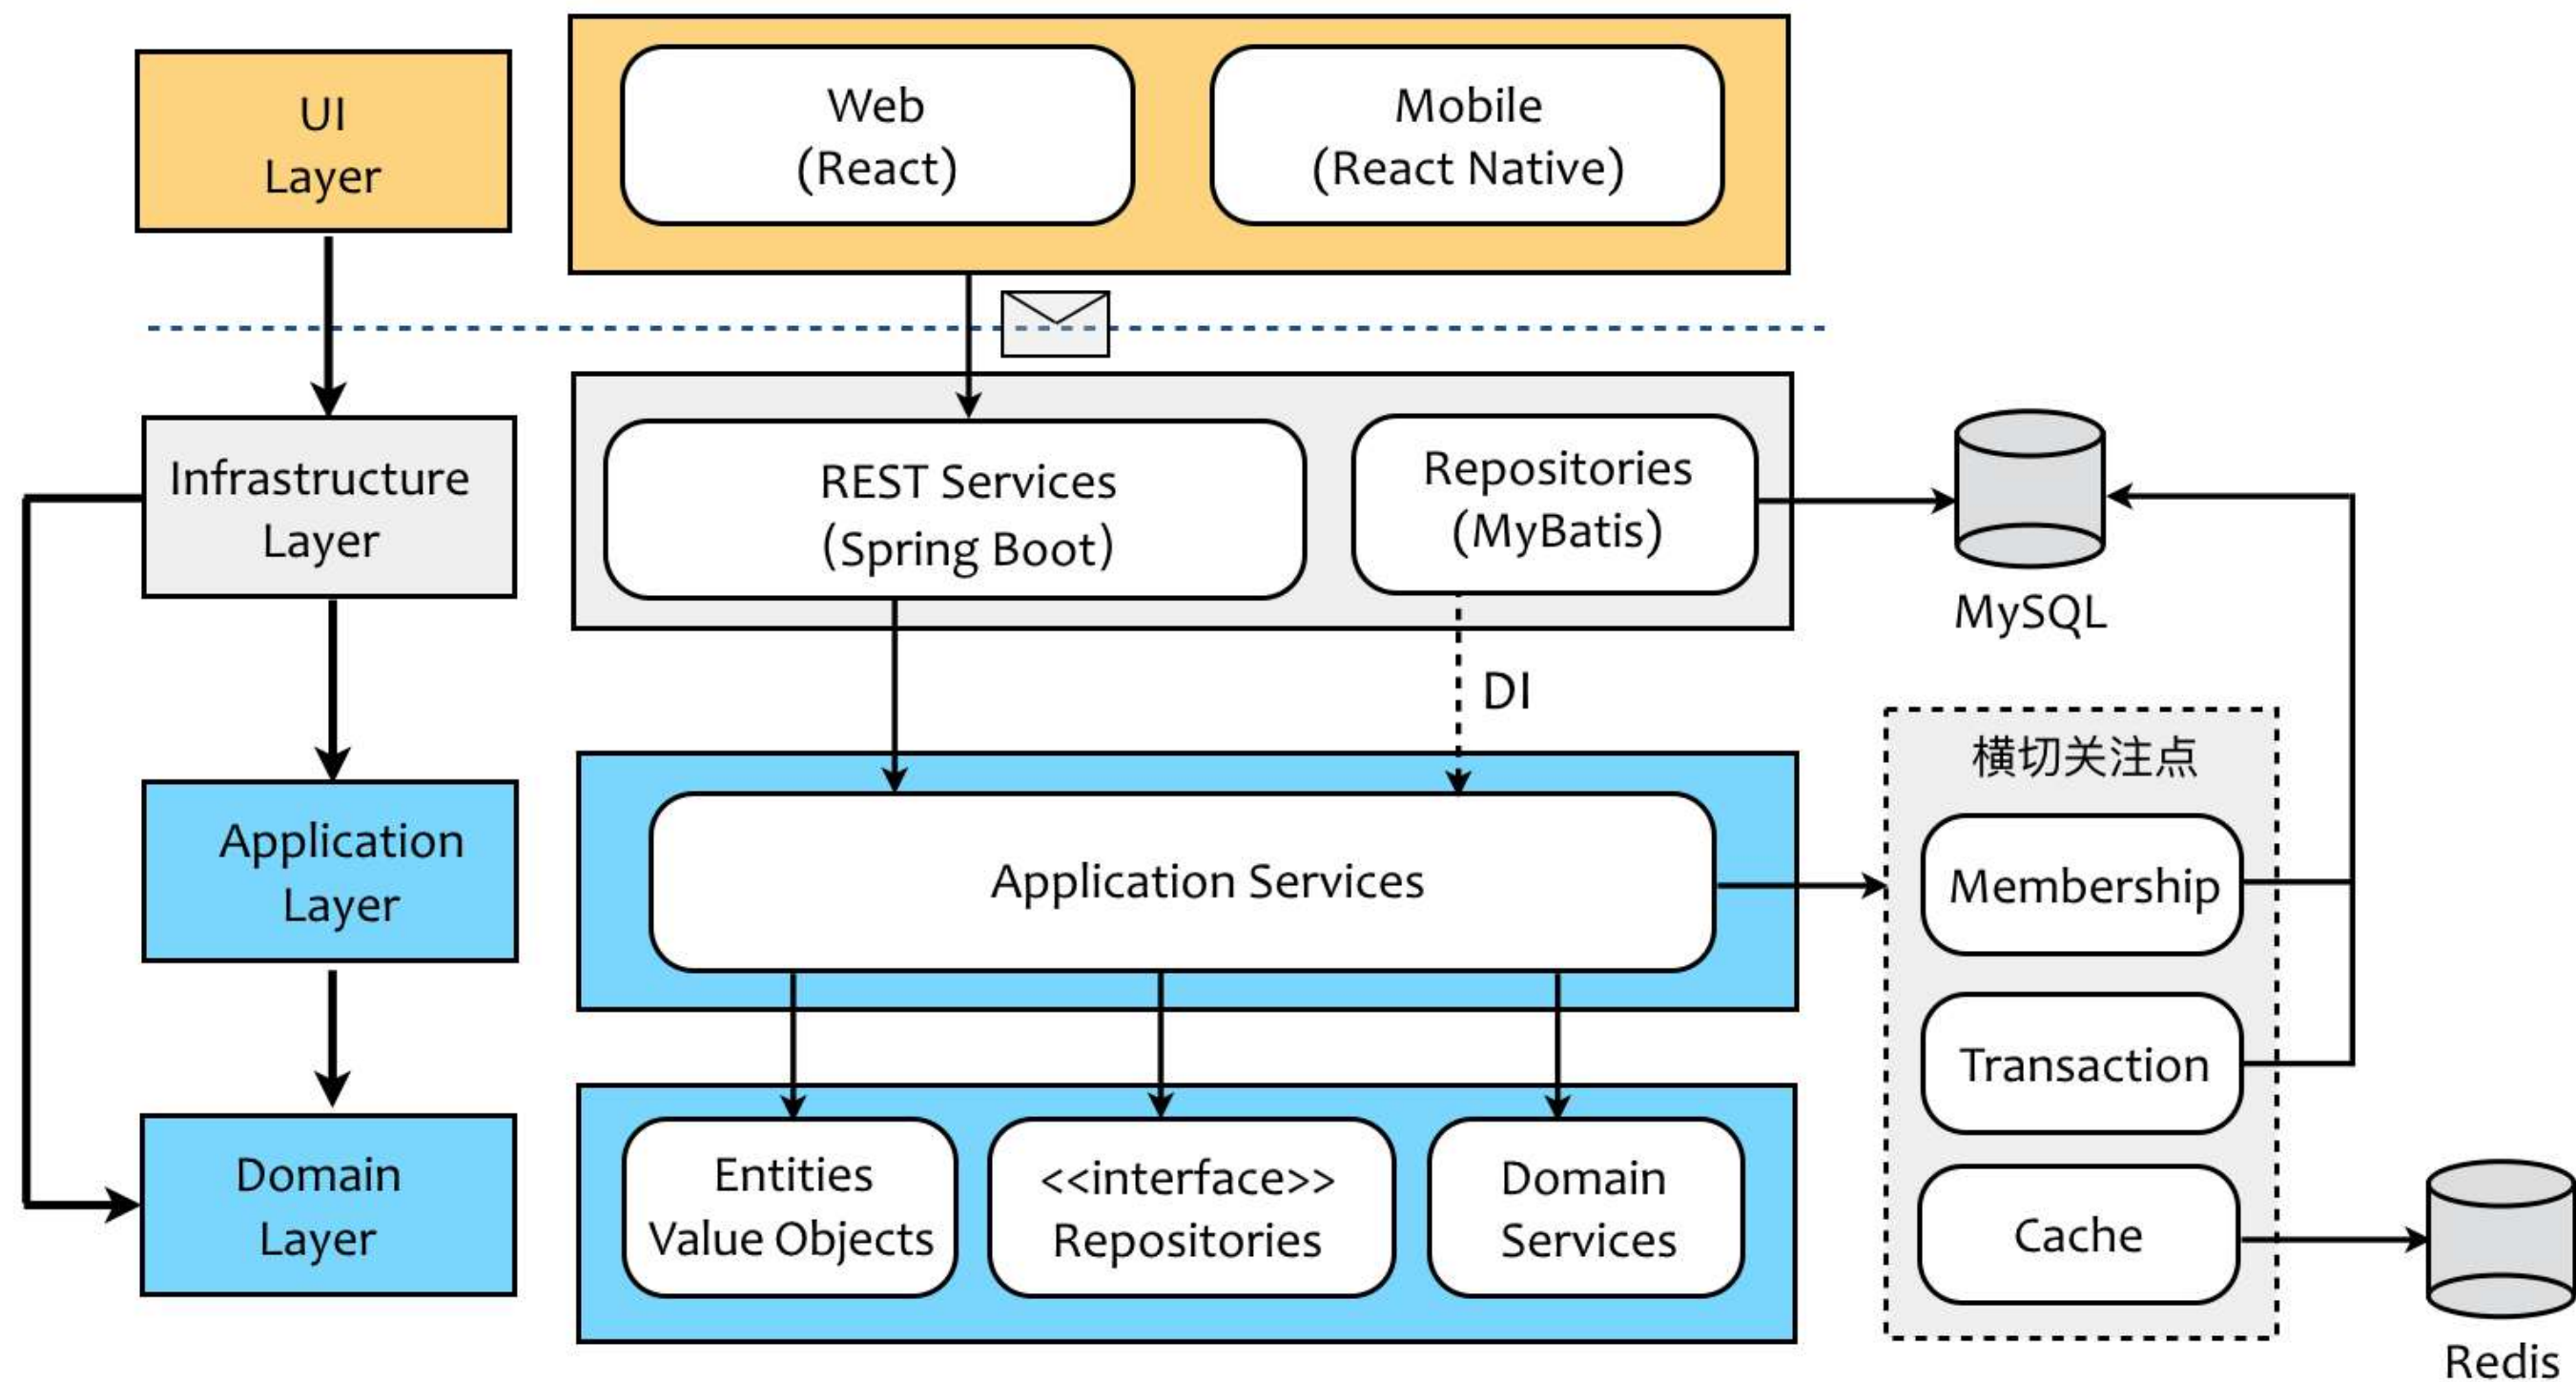 UI
Layer
Web
(React)
Mobile
(React Native)
Infrastructure
Layer
REST Services
(Spring Boot)
Repositories
(MyBatis)
MySQL
DI
Application
Layer
Application Services
横切关注点
Membership
Transaction
Cache
Domain
Layer
Entities
Value Objects
<<interface>>
Repositories
Domain
Services
Redis